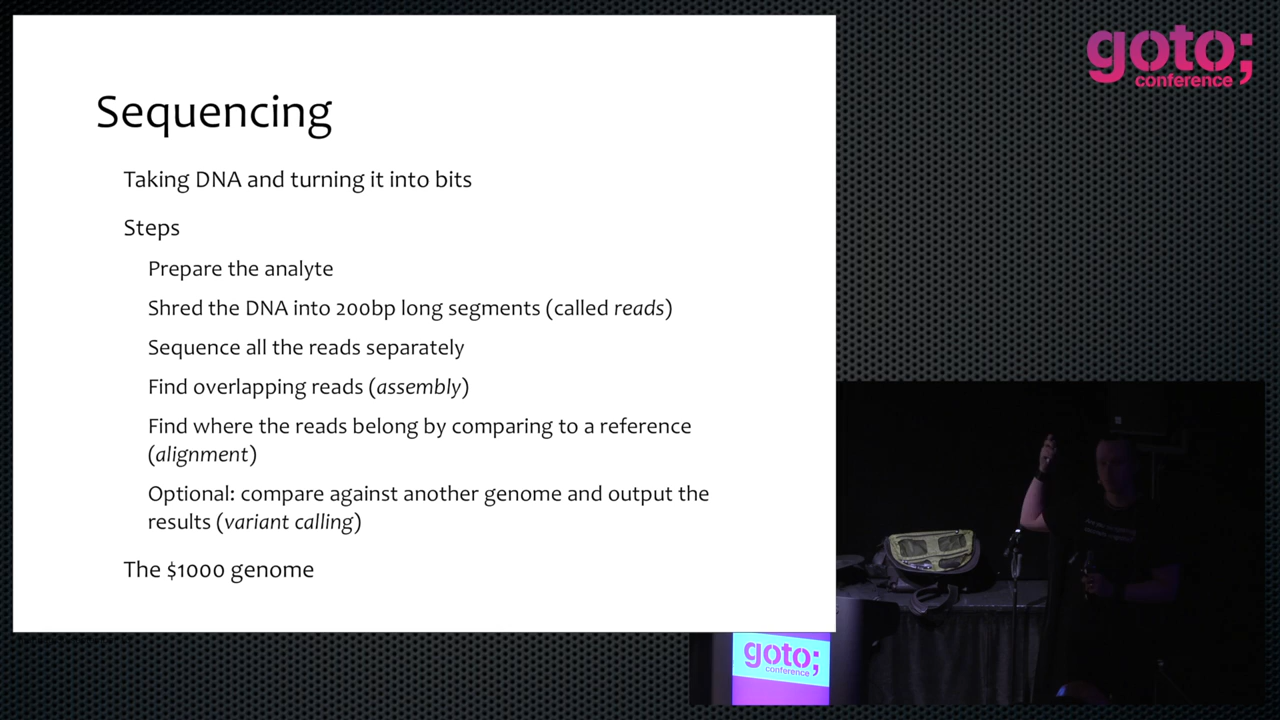 goto;
conference
Sequencing
Taking DNA and turning it into bits
Steps
Prepare the analyte
Shred the DNA into 200bp long segments (called reads)
Sequence all the reads separately
Find overlapping reads (assembly)
Find where the reads belong by comparing to a reference
(alignment)
Optional: compare against another genome and output the
results (variant calling)
The $1000 genome
goto;
conference